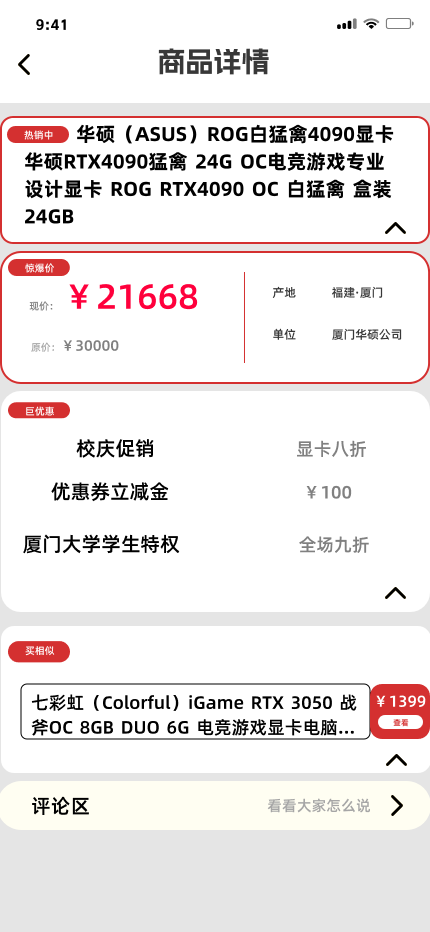 9:41
商品详情
热销中 华硕（ASUS）ROG白猛禽4090显卡
华硕RTX4090猛禽 24G OC电竞游戏专业
设计显卡 ROG RTX4090 OC 白猛禽 盒装
24GB
惊爆价
现价： ¥ 21668
原价： ¥ 30000
产地 福建·厦门
单位 厦门华硕公司
巨优惠
校庆促销 显卡八折
优惠券立减金 ¥ 100
厦门大学学生特权 全场九折
买相似
七彩虹（Colorful）iGame RTX 3050 战
斧OC 8GB DUO 6G 电竞游戏显卡电脑...
¥ 1399
查看
评论区 看看大家怎么说